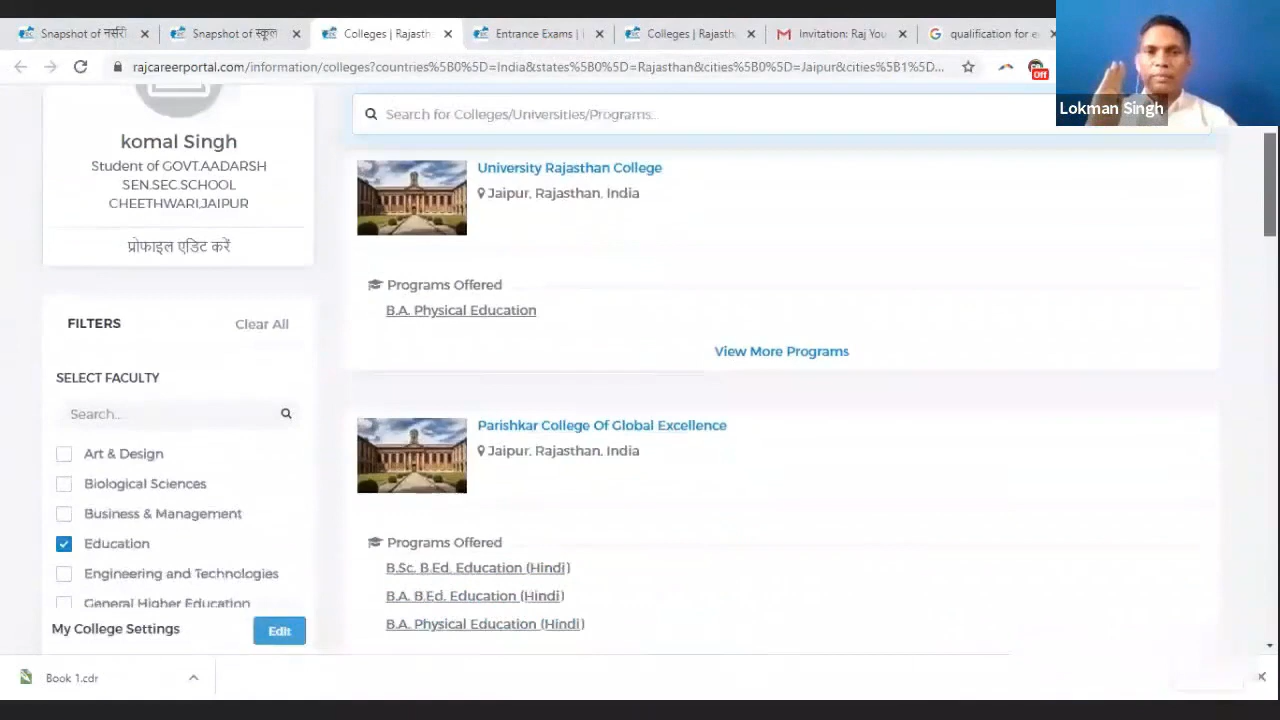 Snapshot of नर्सरी
Snapshot of स्कूल
Colleges | Rajasth
Entrance Exams |
Colleges | Rajasth
Invitation: Raj You
qualification for e
rajcareerportal.com/information/colleges?countries%5B%5D=India&states%5B0%5D=Rajasthan&cities%5B0%5D=Jaipur&cities%5B1%5D...
Off
Lokman Singh
komal Singh
Student of GOVT.AADARSH
SEN.SEC.SCHOOL
CHEETHWARI,JAIPUR
प्रोफाइल एडिट करें
FILTERS
Clear All
SELECT FACULTY
Search...
Art & Design
Biological Sciences
Business & Management
Education
Engineering and Technologies
General Higher Education
My College Settings
Edit
Search for Colleges/Universities/Programs...
University Rajasthan College
Jaipur, Rajasthan, India
Programs Offered
B.A. Physical Education
View More Programs
Parishkar College Of Global Excellence
Jaipur, Rajasthan, India
Programs Offered
B.Sc. B.Ed. Education (Hindi)
B.A. B.Ed. Education (Hindi)
B.A. Physical Education (Hindi)
Book 1.cdr